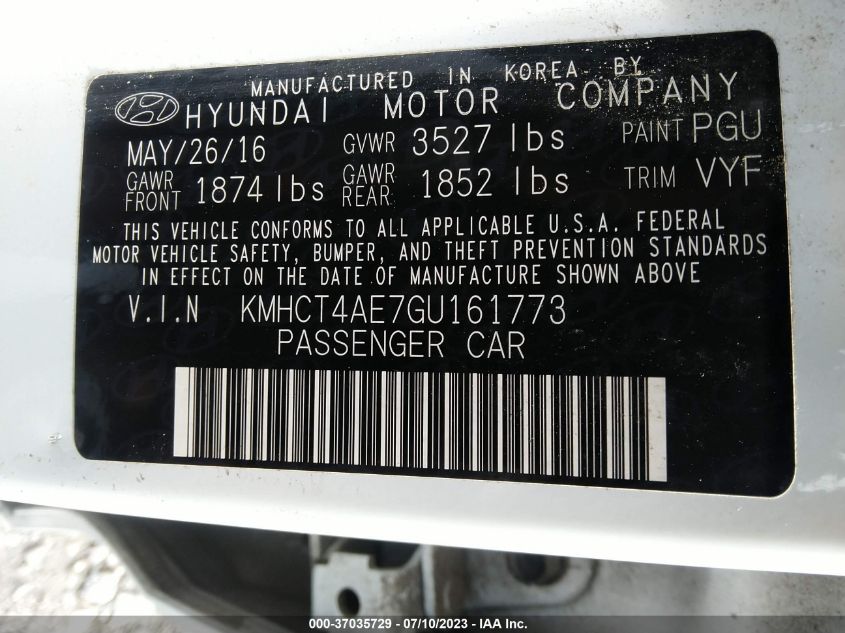 MANUFACTURED IN KOREA BY
HYUNDAI MOTOR COMPANY
MAY/26/16 GVWR 3527 lbs PAINT PGU
GAWR FRONT 1874 lbs GAWR REAR 1852 lbs TRIM VYF
THIS VEHICLE CONFORMS TO ALL APPLICABLE U.S.A. FEDERAL
MOTOR VEHICLE SAFETY, BUMPER, AND THEFT PREVENTION STANDARDS
IN EFFECT ON THE DATE OF MANUFACTURE SHOWN ABOVE
V.I.N KMHCT4AE7GU161773
PASSENGER CAR
000-37035729 - 07/10/2023 - IAA Inc.